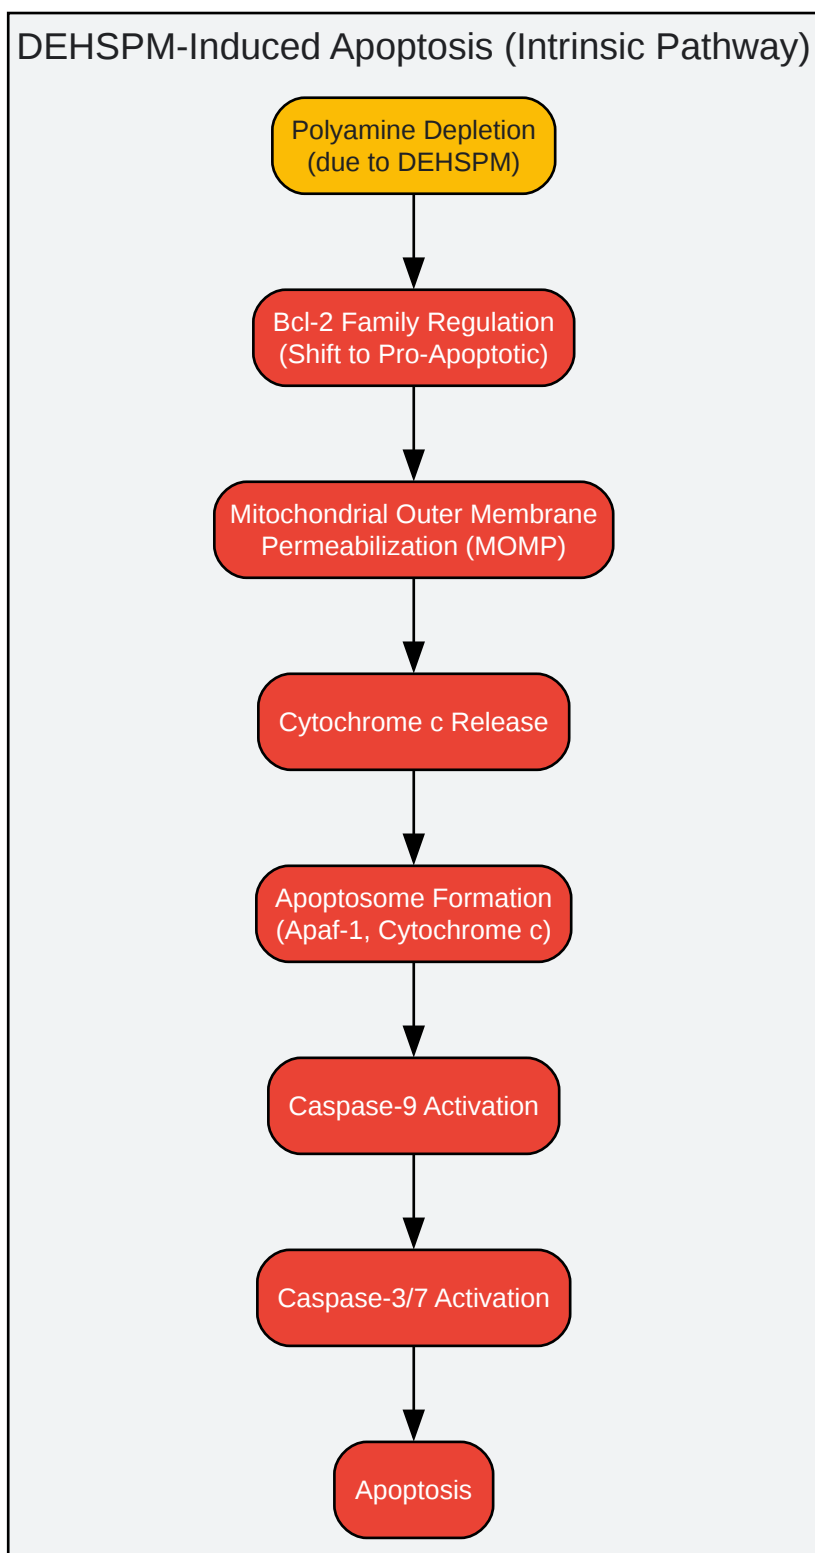 DEHSPM-Induced Apoptosis (Intrinsic Pathway)
Polyamine Depletion
(due to DEHSPM)
Bcl-2 Family Regulation
(Shift to Pro-Apoptotic)
Mitochondrial Outer Membrane
Permeabilization (MOMP)
Cytochrome c Release
Apoptosome Formation
(Apaf-1, Cytochrome c)
Caspase-9 Activation
Caspase-3/7 Activation
Apoptosis